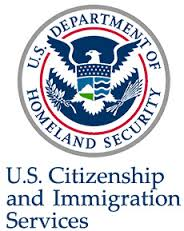 U.S. DEPARTMENT OF
HOMELAND SECURITY
U.S. Citizenship
and Immigration
Services